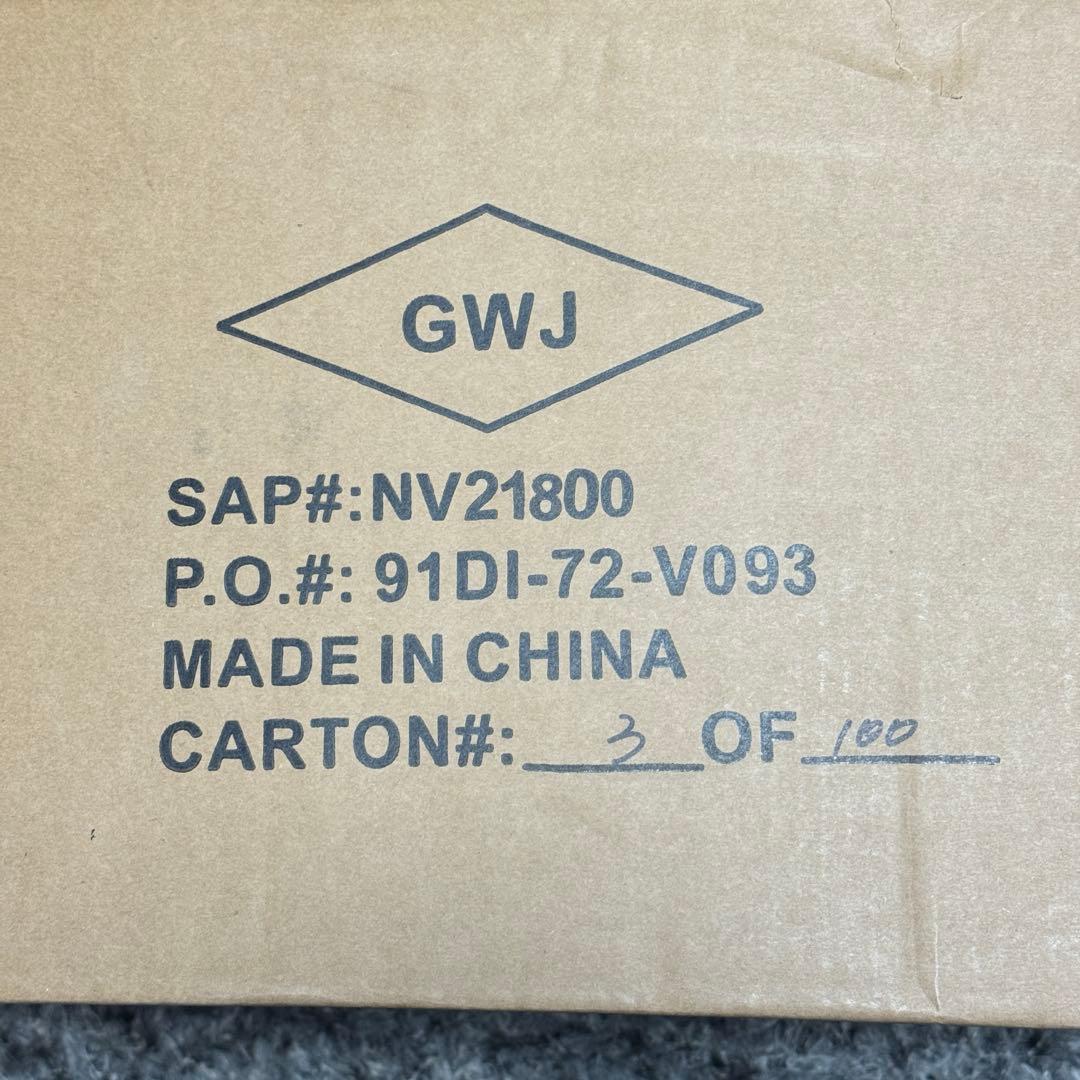 GWJ
SAP#:NV21800
P.O.#: 91DI-72-V093
MADE IN CHINA
CARTON#: 3 OF 100